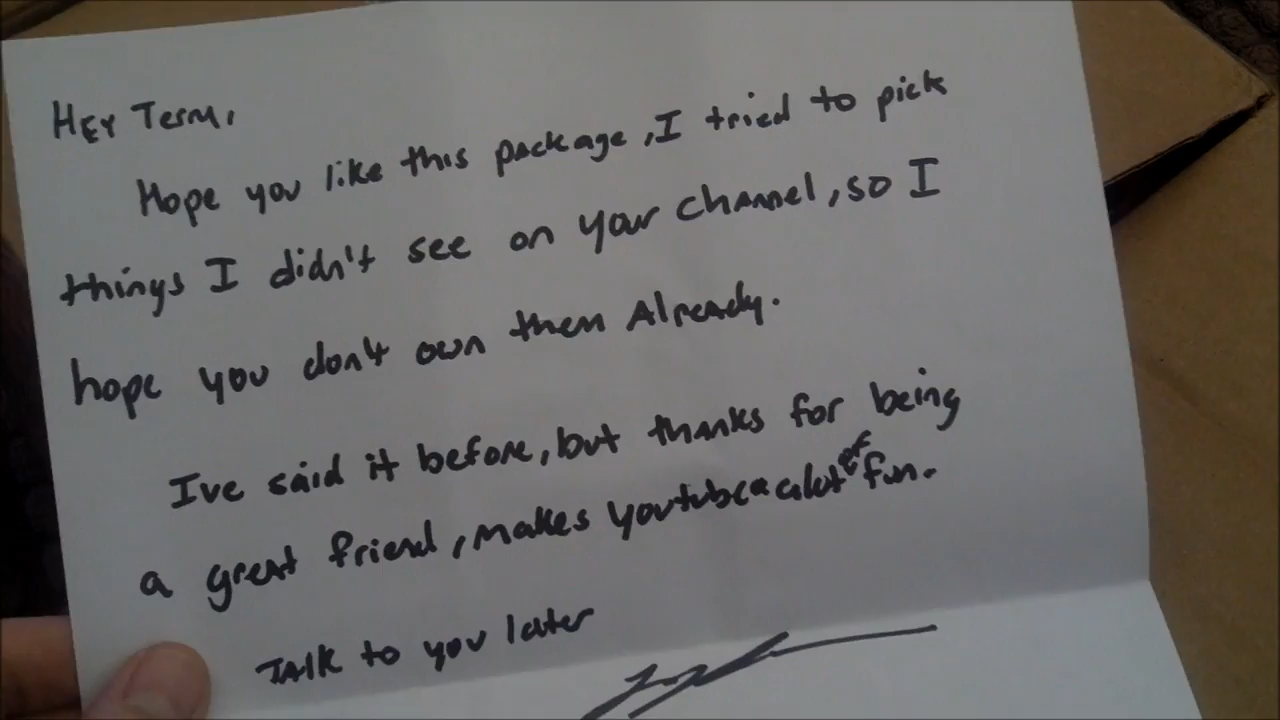 HEY Term,
Hope you like this package, I tried to pick
things I didn't see on your channel, so I
hope you don't own them Already.
Ive said it before, but thanks for being
a great friend, makes youtube a alot of fun.
TAlk to you later